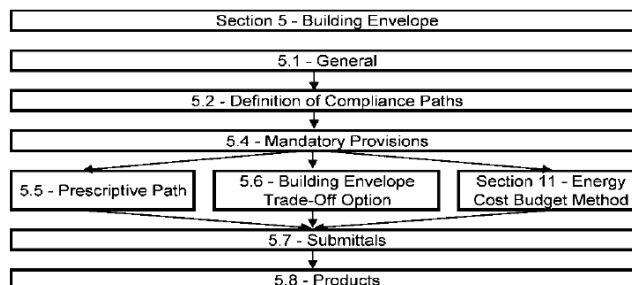 Section 5 - Building Envelope
5.1 - General
5.2 - Definition of Compliance Paths
5.4 - Mandatory Provisions
5.5 - Prescriptive Path
5.6 - Building Envelope
Trade-Off Option
Section 11 - Energy
Cost Budget Method
5.7 - Submittals
5.8 - Products